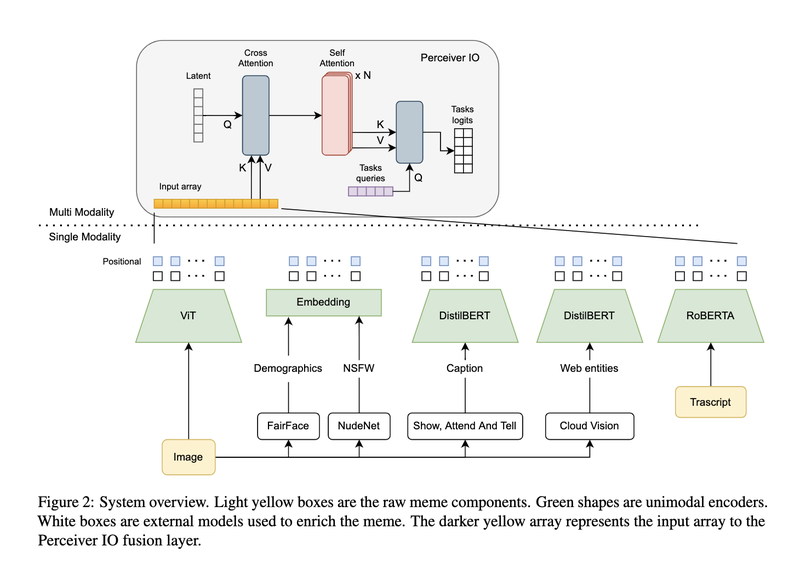 Cross
Attention
Self
Attention
x N
Perceiver IO
Latent
Q
K
V
K
V
Tasks
logits
Tasks
queries
Q
Input array
Multi Modality
Single Modality
Positional
ViT
Embedding
DistilBERT
DistilBERT
RoBERTA
Demographics
NSFW
Caption
Web entities
Trascript
FairFace
NudeNet
Show, Attend And Tell
Cloud Vision
Image
Figure 2: System overview. Light yellow boxes are the raw meme components. Green shapes are unimodal encoders.
White boxes are external models used to enrich the meme. The darker yellow array represents the input array to the
Perceiver IO fusion layer.